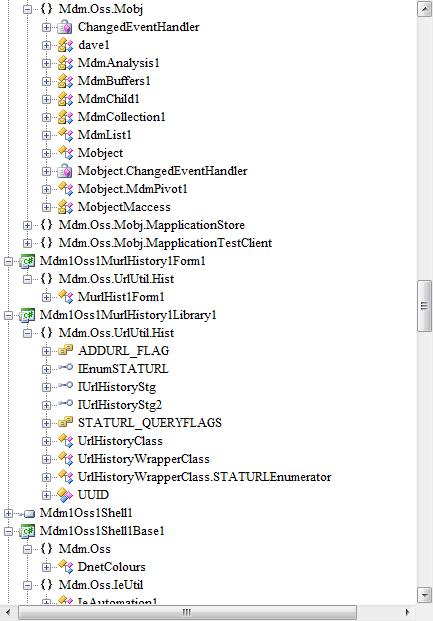 {} Mdm.Oss.Mobj
ChangedEventHandler
dave1
MdmAnalysis1
MdmBuffers1
MdmChild1
MdmCollection1
MdmList1
Mobject
Mobject.ChangedEventHandler
Mobject.MdmPivot1
MobjectMaccess
{} Mdm.Oss.Mobj.MapplicationStore
{} Mdm.Oss.Mobj.MapplicationTestClient
Mdm1Oss1MurlHistory1Form1
{} Mdm.Oss.UrlUtil.Hist
MurlHist1Form1
Mdm1Oss1MurlHistory1Library1
{} Mdm.Oss.UrlUtil.Hist
ADDURL_FLAG
IEnumSTATURL
IUrlHistoryStg
IUrlHistoryStg2
STATURL_QUERYFLAGS
UrlHistoryClass
UrlHistoryWrapperClass
UrlHistoryWrapperClass.STATURLEnumerator
UUID
Mdm1Oss1Shell1
Mdm1Oss1Shell1Base1
{} Mdm.Oss
DnetColours
{} Mdm.Oss.IeUtil
IeAutomation1